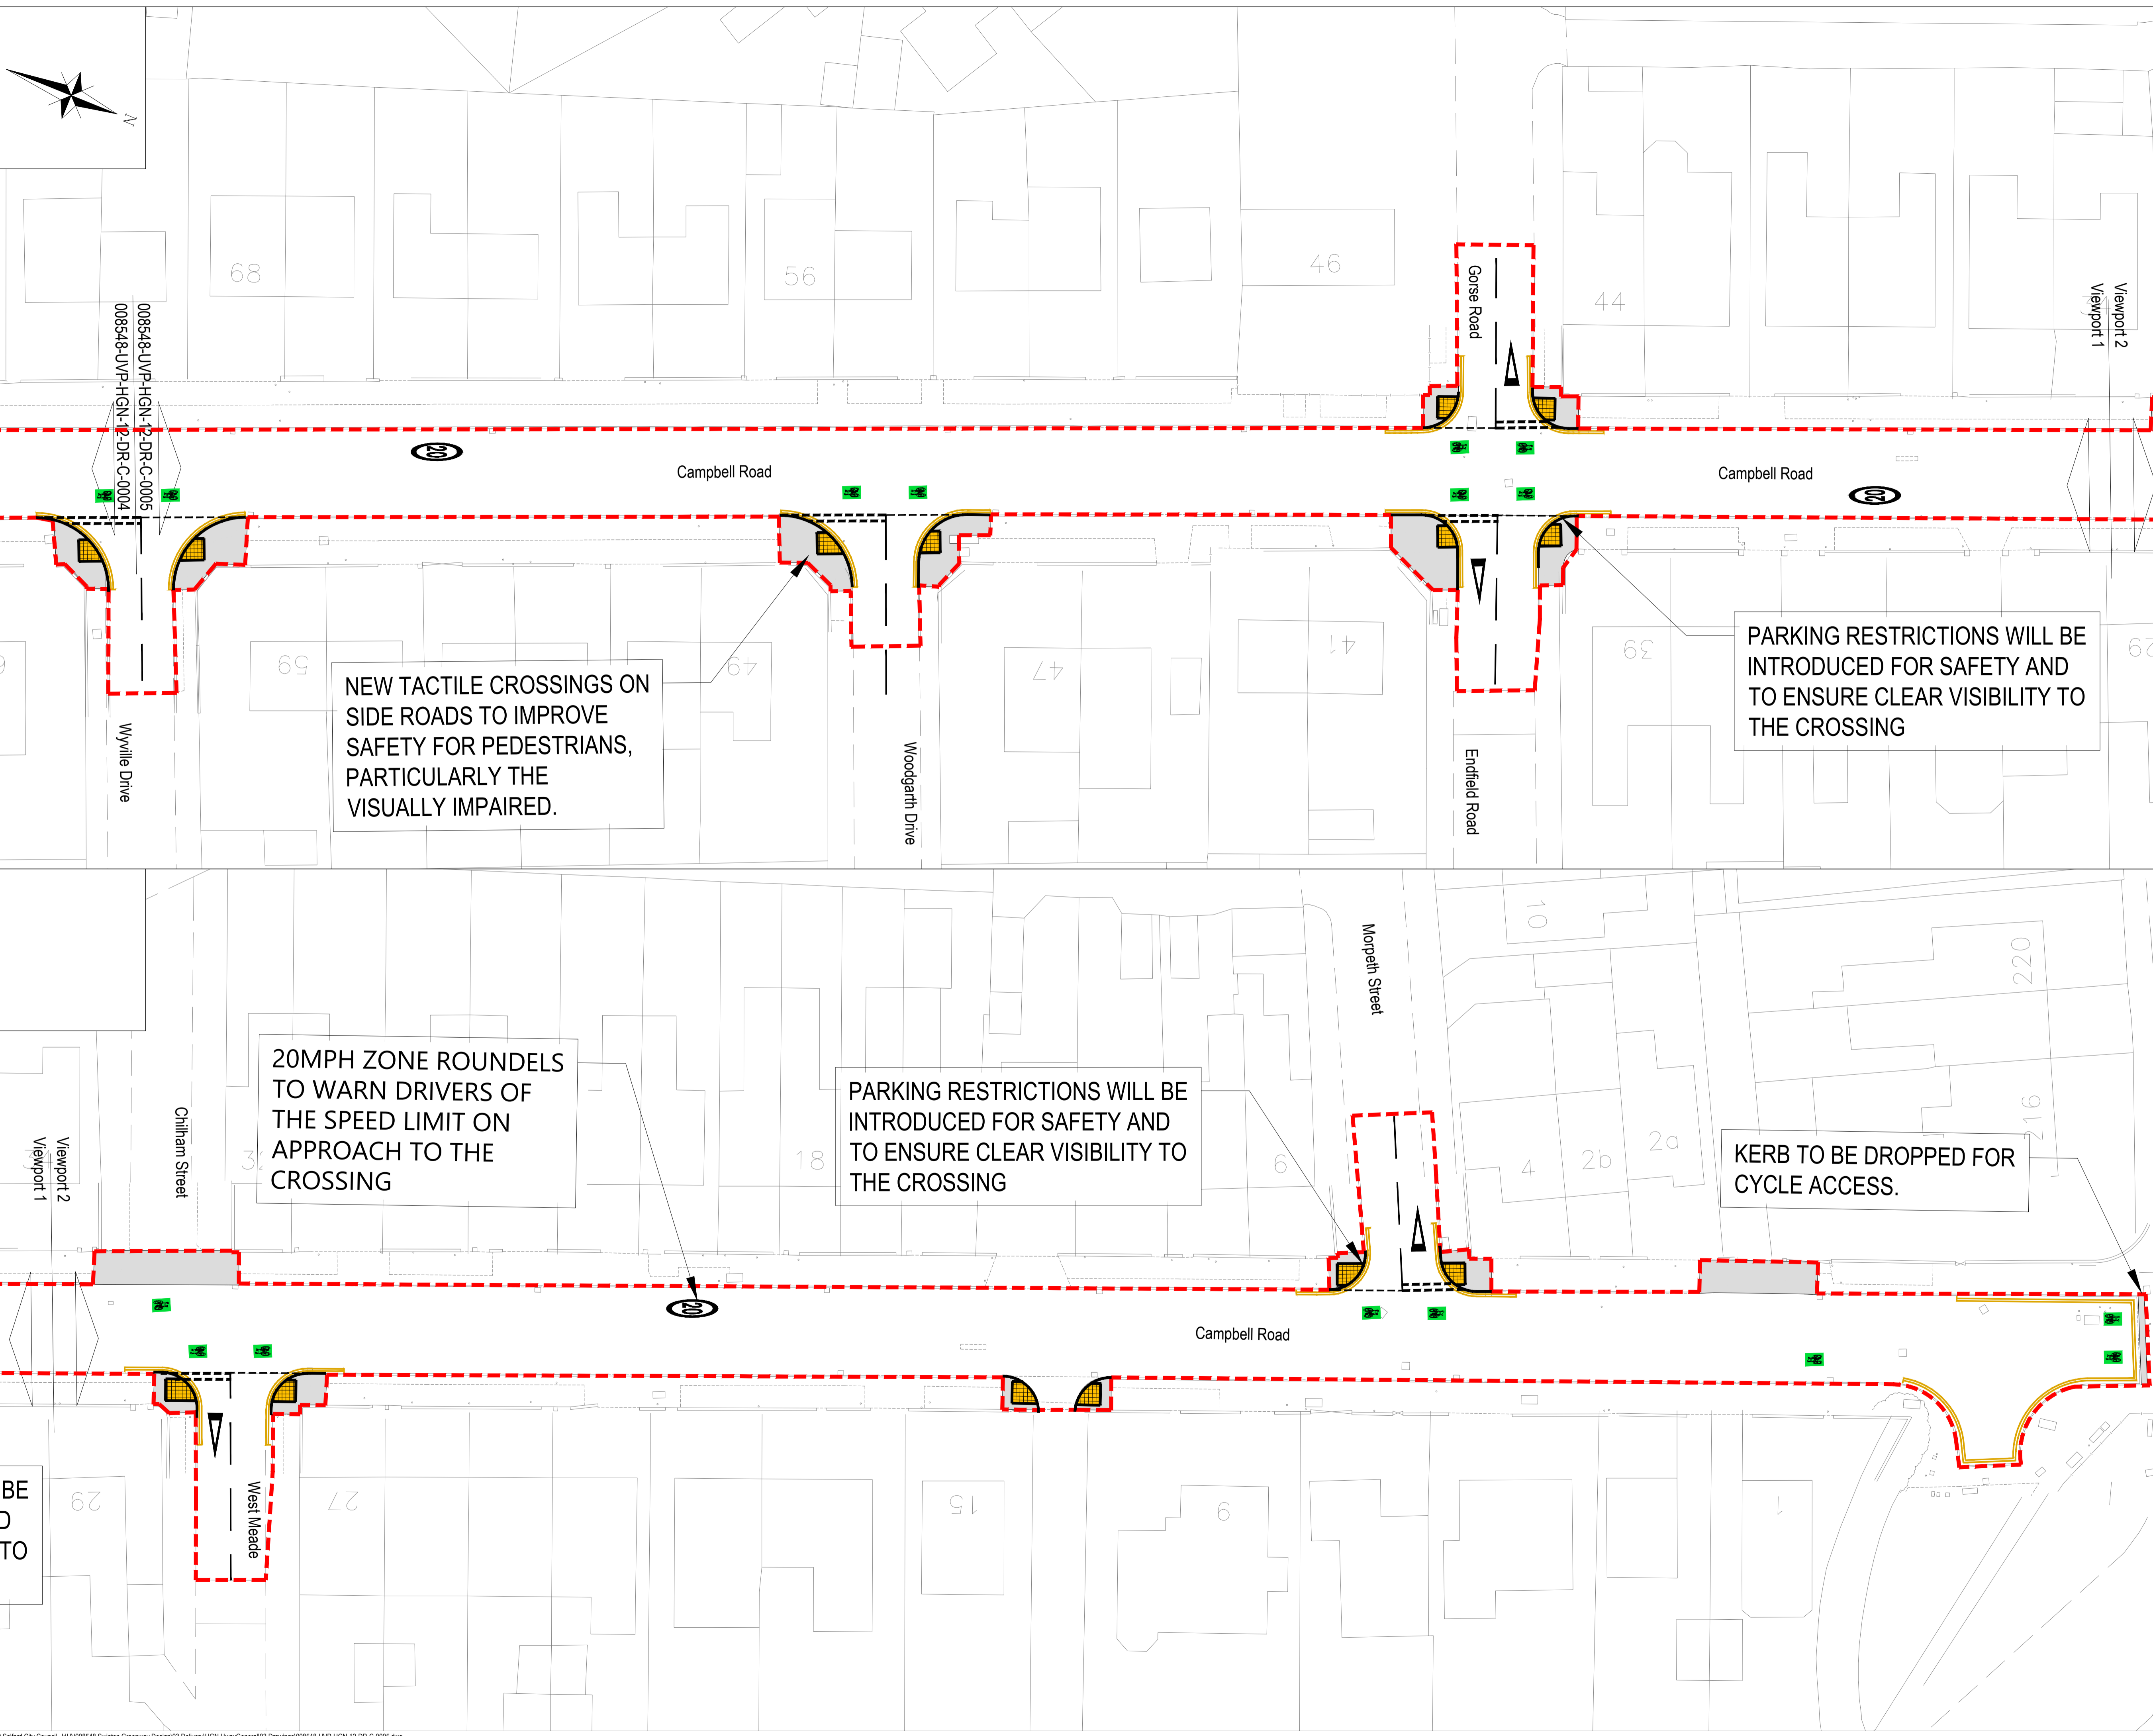 N
68
56
46
44
008548-UVP-HGN-12-DR-C-0005
008548-UVP-HGN-12-DR-C-0004
Gorse Road
Viewport 2
Viewport 1
20
Campbell Road
Campbell Road
20
59
49
47
41
39
29
NEW TACTILE CROSSINGS ON
SIDE ROADS TO IMPROVE
SAFETY FOR PEDESTRIANS,
PARTICULARLY THE
VISUALLY IMPAIRED.
PARKING RESTRICTIONS WILL BE
INTRODUCED FOR SAFETY AND
TO ENSURE CLEAR VISIBILITY TO
THE CROSSING
Wyville Drive
Woodgarth Drive
Endfield Road
10
220
216
Morpeth Street
Chilham Street
Viewport 2
Viewport 1
20MPH ZONE ROUNDELS
TO WARN DRIVERS OF
THE SPEED LIMIT ON
APPROACH TO THE
CROSSING
18
PARKING RESTRICTIONS WILL BE
INTRODUCED FOR SAFETY AND
TO ENSURE CLEAR VISIBILITY TO
THE CROSSING
6
4
2b
2a
KERB TO BE DROPPED FOR
CYCLE ACCESS.
20
Campbell Road
BE
TO
29
West Meade
27
15
9
1